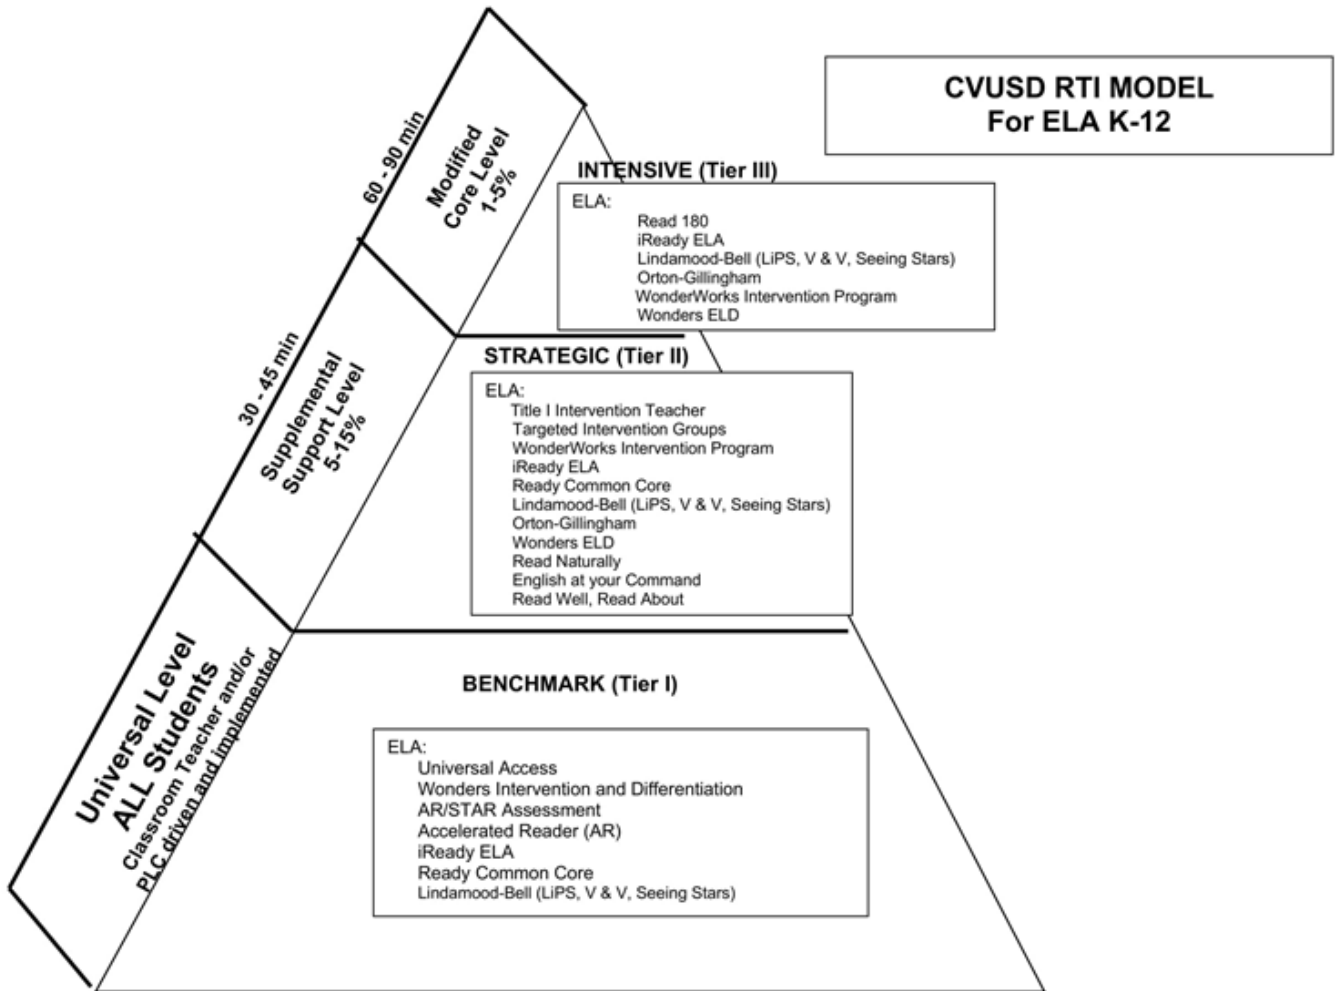 CVUSD RTI MODEL
For ELA K-12
60 - 90 min
Modified
Core Level
1-5%
INTENSIVE (Tier III)
ELA:
Read 180
iReady ELA
Lindamood-Bell (LiPS, V & V, Seeing Stars)
Orton-Gillingham
WonderWorks Intervention Program
Wonders ELD
30 - 45 min
Supplemental
Support Level
5-15%
STRATEGIC (Tier II)
ELA:
Title I Intervention Teacher
Targeted Intervention Groups
WonderWorks Intervention Program
iReady ELA
Ready Common Core
Lindamood-Bell (LiPS, V & V, Seeing Stars)
Orton-Gillingham
Wonders ELD
Read Naturally
English at your Command
Read Well, Read About
Universal Level
ALL Students
Classroom Teacher and/or
PLC driven and implemented
BENCHMARK (Tier I)
ELA:
Universal Access
Wonders Intervention and Differentiation
AR/STAR Assessment
Accelerated Reader (AR)
iReady ELA
Ready Common Core
Lindamood-Bell (LiPS, V & V, Seeing Stars)